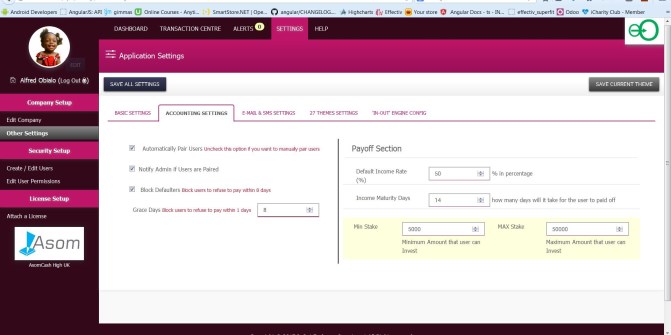 Android Developers
AngularJS: API
gimmas
Online Courses - Anyti...
SmartStore.NET | Ope...
angular/CHANGELOG...
Highcharts
Effectiv
Your store
Angular Docs - ts - IN...
effectiv_superfit
Odoo
iCharity Club - Member
DASHBOARD TRANSACTION CENTRE ALERTS 0 SETTINGS HELP
EDIT
Application Settings
Alfred Obialo (Log Out)
SAVE ALL SETTINGS
SAVE CURRENT THEME
Company Setup
Edit Company
Other Settings
Security Setup
Create / Edit Users
Edit User Permissions
License Setup
Attach a License
Asom
AsomCash High UK
BASIC SETTINGS ACCOUNTING SETTINGS E-MAIL & SMS SETTINGS 27 THEMES SETTINGS 'IN-OUT' ENGINE CONFIG
Automatically Pair Users Uncheck this option if you want to manually pair users
Notify Admin If Users are Paired
Block Defaulters Block users to refuse to pay within 8 days
Grace Days Block users to refuse to pay within 1 days 8
Payoff Section
Default Income Rate (%) 50 % in percentage
Income Maturity Days 14 how many days will it take for the user to paid off
Min Stake 5000 MAX Stake 50000
Minimum Amount that user can Invest
Maximum Amount that user can Invest